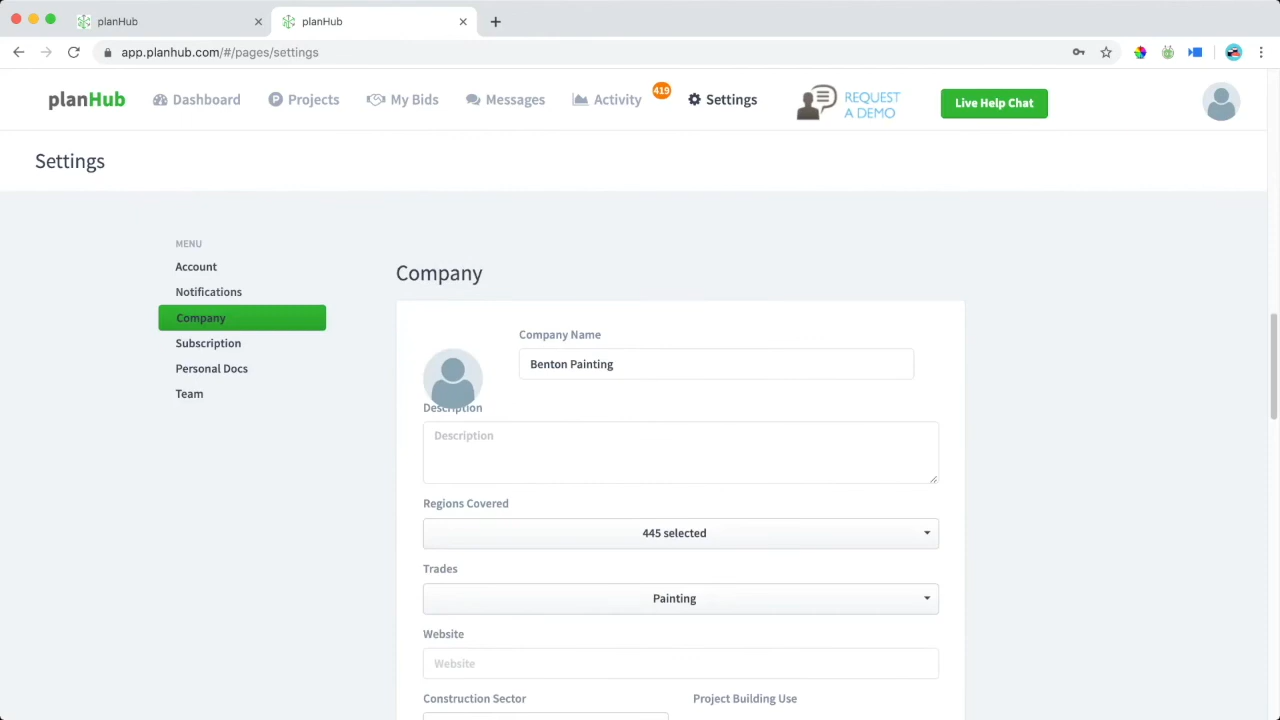 planHub
planHub
app.planhub.com/#/pages/settings
planHub
Dashboard
Projects
My Bids
Messages
Activity
419
Settings
REQUEST
A DEMO
Live Help Chat
Settings
MENU
Account
Notifications
Company
Subscription
Personal Docs
Team
Company
Company Name
Benton Painting
Description
Description
Regions Covered
445 selected
Trades
Painting
Website
Website
Construction Sector
Project Building Use